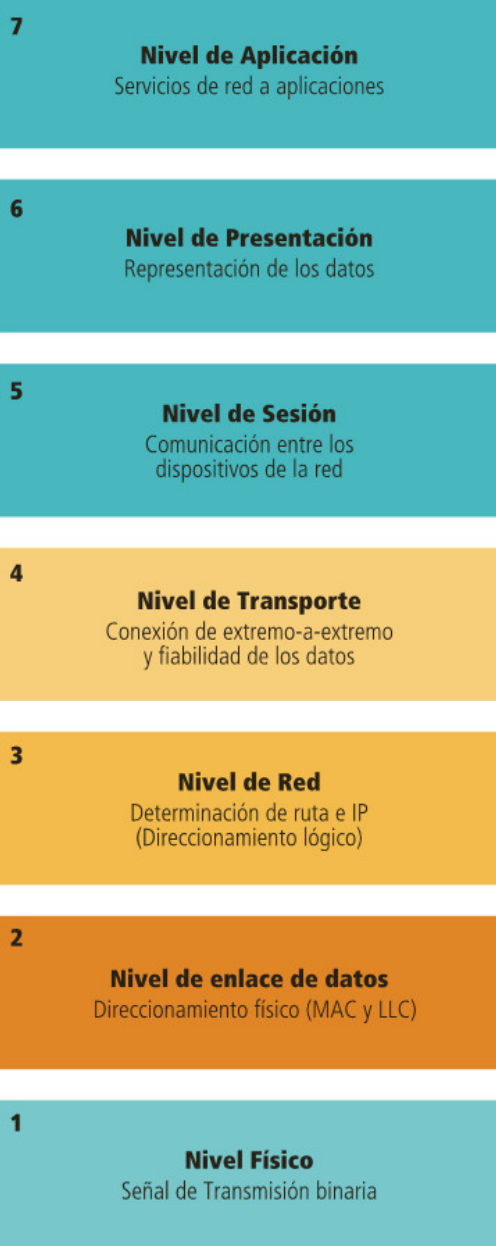 7
Nivel de Aplicación
Servicios de red a aplicaciones
6
Nivel de Presentación
Representación de los datos
5
Nivel de Sesión
Comunicación entre los
dispositivos de la red
4
Nivel de Transporte
Conexión de extremo-a-extremo
y fiabilidad de los datos
3
Nivel de Red
Determinación de ruta e IP
(Direccionamiento lógico)
2
Nivel de enlace de datos
Direccionamiento físico (MAC y LLC)
1
Nivel Físico
Señal de Transmisión binaria